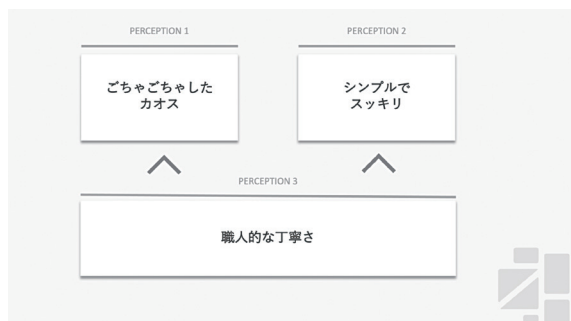 PERCEPTION 1
PERCEPTION 2
ごちゃごちゃした
カオス
シンプルで
スッキリ
PERCEPTION 3
職人的な丁寧さ